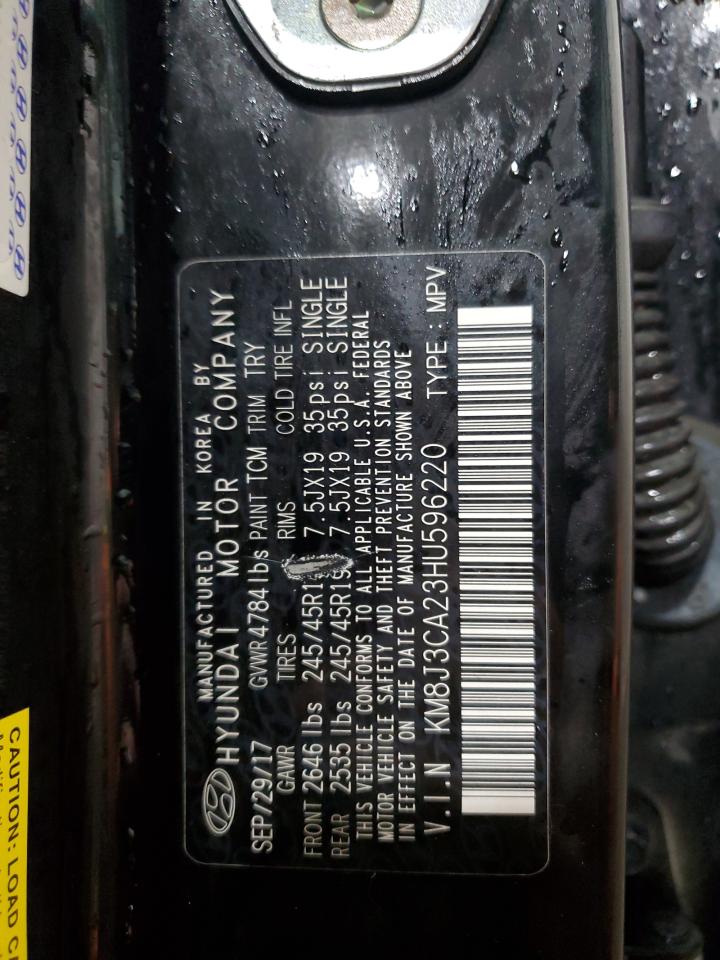 MANUFACTURED IN KOREA BY
HYUNDAI MOTOR COMPANY
SEP/29/17 GVWR 4784 lbs PAINT TCM TRIM TRY
GAWR TIRES RIMS COLD TIRE INFL
FRONT 2646 lbs 245/45R1 7.5JX19 35psi SINGLE
REAR 2535 lbs 245/45R19 7.5JX19 35psi SINGLE
THIS VEHICLE CONFORMS TO ALL APPLICABLE U.S.A. FEDERAL
MOTOR VEHICLE SAFETY AND THEFT PREVENTION STANDARDS
IN EFFECT ON THE DATE OF MANUFACTURE SHOWN ABOVE
V.I.N KM8J3CA23HU596220 TYPE : MPV
CAUTION: LOAD